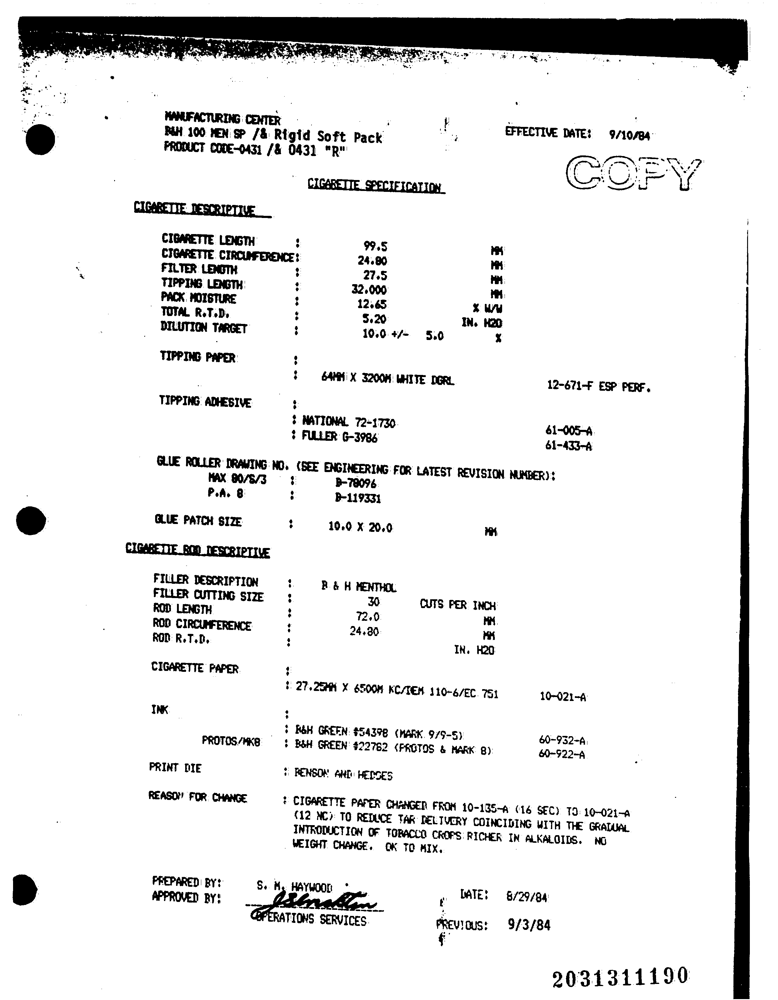 MANUFACTURING CENTER
B&H 100 MEN SP /& Rigid Soft Pack
EFFECTIVE DATE: 9/10/84
PRODUCT CODE-0431 /& 0431 "R"
COPY
CIGARETTE SPECIFICATION
CIGARETTE DESCRIPTIVE
CIGARETTE LENGTH : 99.5 MM
CIGARETTE CIRCUMFERENCE: 24.80 MM
FILTER LENGTH : 27.5 MM
TIPPING LENGTH : 32.000 MM
PACK MOISTURE : 12.65 % W/W
TOTAL R.T.D. : 5.20 IN. H2O
DILUTION TARGET : 10.0 +/- 5.0 %
TIPPING PAPER :
: 64MM X 3200M WHITE DGRL 12-671-F ESP PERF.
TIPPING ADHESIVE :
: NATIONAL 72-1730 61-005-A
: FULLER G-3986 61-433-A
GLUE ROLLER DRAWING NO. (SEE ENGINEERING FOR LATEST REVISION NUMBER):
MAX 80/S/3 : B-78096
P.A. 8 : B-119331
GLUE PATCH SIZE : 10.0 X 20.0 MM
CIGARETTE ROD DESCRIPTIVE
FILLER DESCRIPTION : B & H MENTHOL
FILLER CUTTING SIZE : 30 CUTS PER INCH
ROD LENGTH : 72.0 MM
ROD CIRCUMFERENCE : 24.80 MM
ROD R.T.D. : IN. H2O
CIGARETTE PAPER :
: 27.25MM X 6500M KC/DEM 110-6/EC 751 10-021-A
INK :
: B&H GREEN #54398 (MARK 9/9-5) 60-932-A
PROTOS/MK8 : B&H GREEN #22762 (PROTOS & MARK 8) 60-922-A
PRINT DIE : BENSON AND HEDGES
REASON FOR CHANGE : CIGARETTE PAPER CHANGED FROM 10-135-A (16 SEC) TO 10-021-A
(12 NC) TO REDUCE TAR DELIVERY COINCIDING WITH THE GRADUAL
INTRODUCTION OF TOBACCO CROPS RICHER IN ALKALOIDS. NO
WEIGHT CHANGE. OK TO MIX.
PREPARED BY: S. M. HAYWOOD DATE: 8/29/84
APPROVED BY:
OPERATIONS SERVICES PREVIOUS: 9/3/84
2031311190